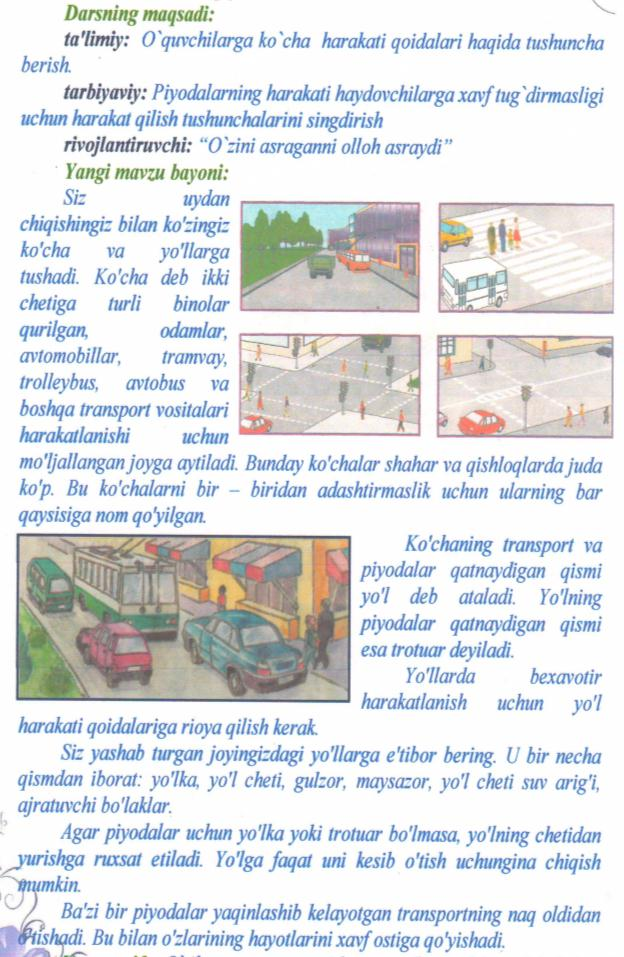 Darsning maqsadi:
ta'limiy: O`quvchilarga ko`cha harakati qoidalari haqida tushuncha
berish.
tarbiyaviy: Piyodalarning harakati haydovchilarga xavf tug`dirmasligi
uchun harakat qilish tushunchalarini singdirish
rivojlantiruvchi: “O`zini asraganni olloh asraydi”
Yangi mavzu bayoni:
Siz uydan
chiqishingiz bilan ko'zingiz
ko'cha va yo'llarga
tushadi. Ko'cha deb ikki
chetiga turli binolar
qurilgan, odamlar,
avtomobillar, tramvay,
trolleybus, avtobus va
boshqa transport vositalari
harakatlanishi uchun
mo'ljallangan joyga aytiladi. Bunday ko'chalar shahar va qishloqlarda juda
ko'p. Bu ko'chalarni bir – biridan adashtirmaslik uchun ularning bar
qaysisiga nom qo'yilgan.
Ko'chaning transport va
piyodalar qatnaydigan qismi
yo'l deb ataladi. Yo'lning
piyodalar qatnaydigan qismi
esa trotuar deyiladi.
Yo'llarda bexavotir
harakatlanish uchun yo'l
harakati qoidalariga rioya qilish kerak.
Siz yashab turgan joyingizdagi yo'llarga e'tibor bering. U bir necha
qismdan iborat: yo'lka, yo'l cheti, gulzor, maysazor, yo'l cheti suv arig'i,
ajratuvchi bo'laklar.
Agar piyodalar uchun yo'lka yoki trotuar bo'lmasa, yo'lning chetidan
yurishga ruxsat etiladi. Yo'lga faqat uni kesib o'tish uchungina chiqish
mumkin.
Ba'zi bir piyodalar yaqinlashib kelayotgan transportning naq oldidan
o'tishadi. Bu bilan o'zlarining hayotlarini xavf ostiga qo'yishadi.